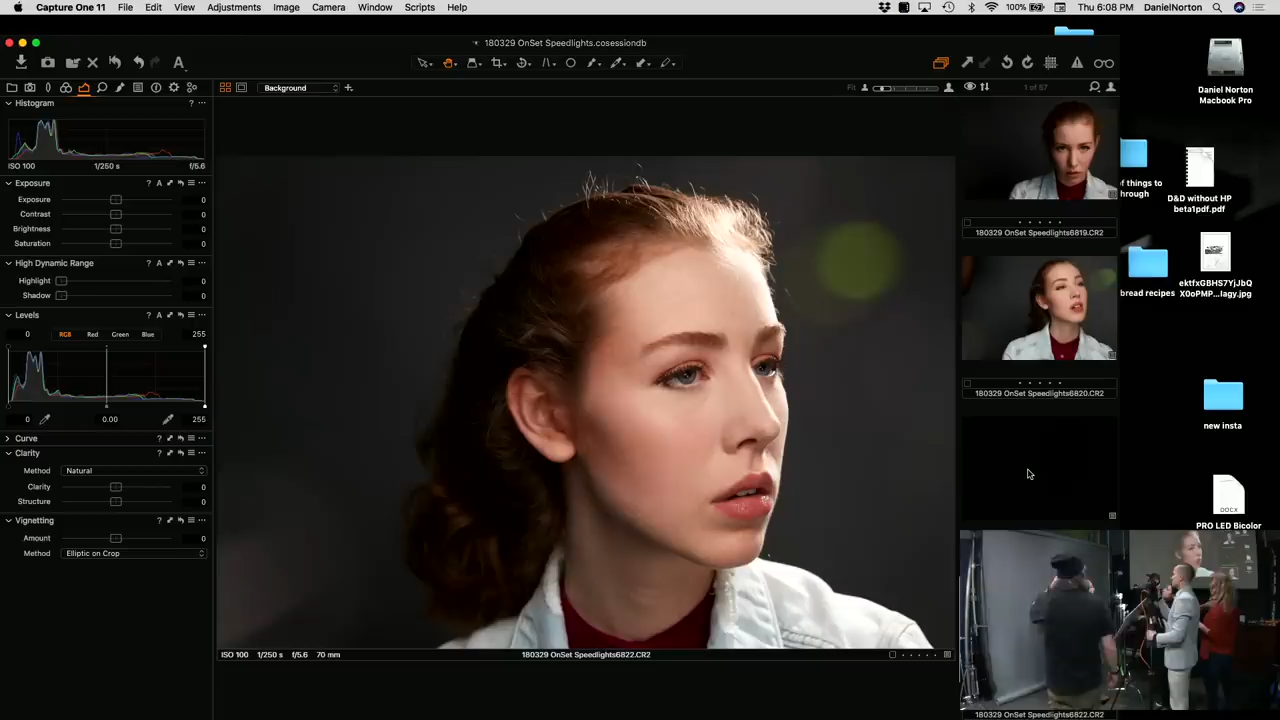 Capture One 11 File Edit View Adjustments Image Camera Window Scripts Help 100% Thu 6:08 PM DanielNorton
180329 OnSet Speedlights.cosessiondb
Background
Fit
1 of 57
Histogram
ISO 100 1/250 s f/5.6
Exposure
Exposure 0
Contrast 0
Brightness 0
Saturation 0
High Dynamic Range
Highlight 0
Shadow 0
Levels
0 RGB Red Green Blue 255
0 0.00 255
Curve
Clarity
Method Natural
Clarity 0
Structure 0
Vignetting
Amount 0
Method Elliptic on Crop
ISO 100 1/250 s f/5.6 70 mm 180329 OnSet Speedlights6822.CR2
180329 OnSet Speedlights6819.CR2
180329 OnSet Speedlights6820.CR2
180329 OnSet Speedlights6822.CR2
Daniel Norton
Macbook Pro
of things to
through
D&D without HP
beta1pdf.pdf
bread recipes
ektfxGBHS7YjJbQ
X0oPMP...lagy.jpg
new insta
DOCX
PRO LED Bicolor